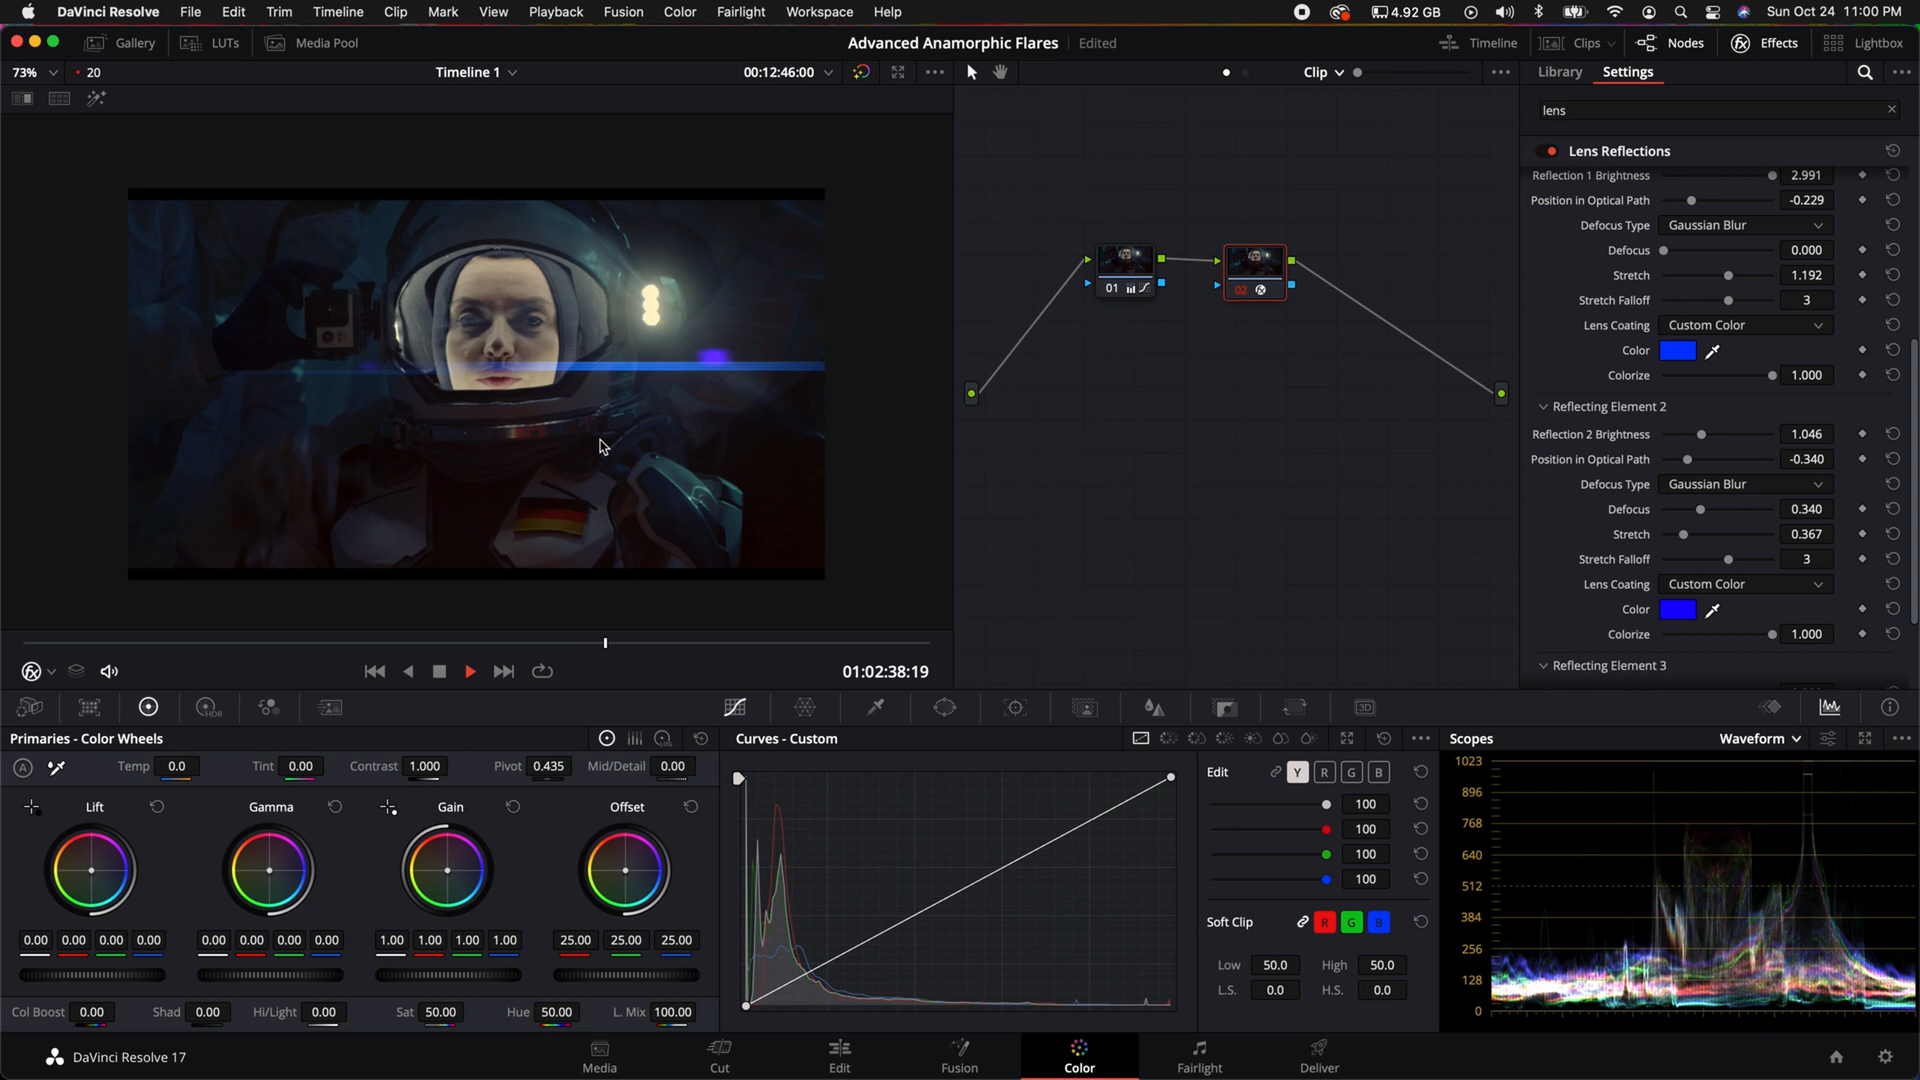 DaVinci Resolve File Edit Trim Timeline Clip Mark View Playback Fusion Color Fairlight Workspace Help 4.92 GB Sun Oct 24 11:00 PM
Gallery LUTs Media Pool Advanced Anamorphic Flares Edited Timeline Clips Nodes Effects Lightbox
73% 20 Timeline 1 00:12:46:00 Clip Library Settings
lens
Lens Reflections
Reflection 1 Brightness 2.991
Position in Optical Path -0.229
Defocus Type Gaussian Blur
Defocus 0.000
Stretch 1.192
Stretch Falloff 3
01 02
Lens Coating Custom Color
Color
Colorize 1.000
Reflecting Element 2
Reflection 2 Brightness 1.046
Position in Optical Path -0.340
Defocus Type Gaussian Blur
Defocus 0.340
Stretch 0.367
Stretch Falloff 3
Lens Coating Custom Color
Color
Colorize 1.000
Reflecting Element 3
fx 01:02:38:19
HDR 3D
Primaries - Color Wheels LOG Curves - Custom Scopes Waveform
A Temp 0.0 Tint 0.00 Contrast 1.000 Pivot 0.435 Mid/Detail 0.00
Edit Y R G B
Lift Gamma Gain Offset
100
100
100
100
0.00 0.00 0.00 0.00 0.00 0.00 0.00 0.00 1.00 1.00 1.00 1.00 25.00 25.00 25.00
Soft Clip R G B
Low 50.0 High 50.0
L.S. 0.0 H.S. 0.0
Col Boost 0.00 Shad 0.00 Hi/Light 0.00 Sat 50.00 Hue 50.00 L. Mix 100.00
1023
896
768
640
512
384
256
128
0
DaVinci Resolve 17 Media Cut Edit Fusion Color Fairlight Deliver